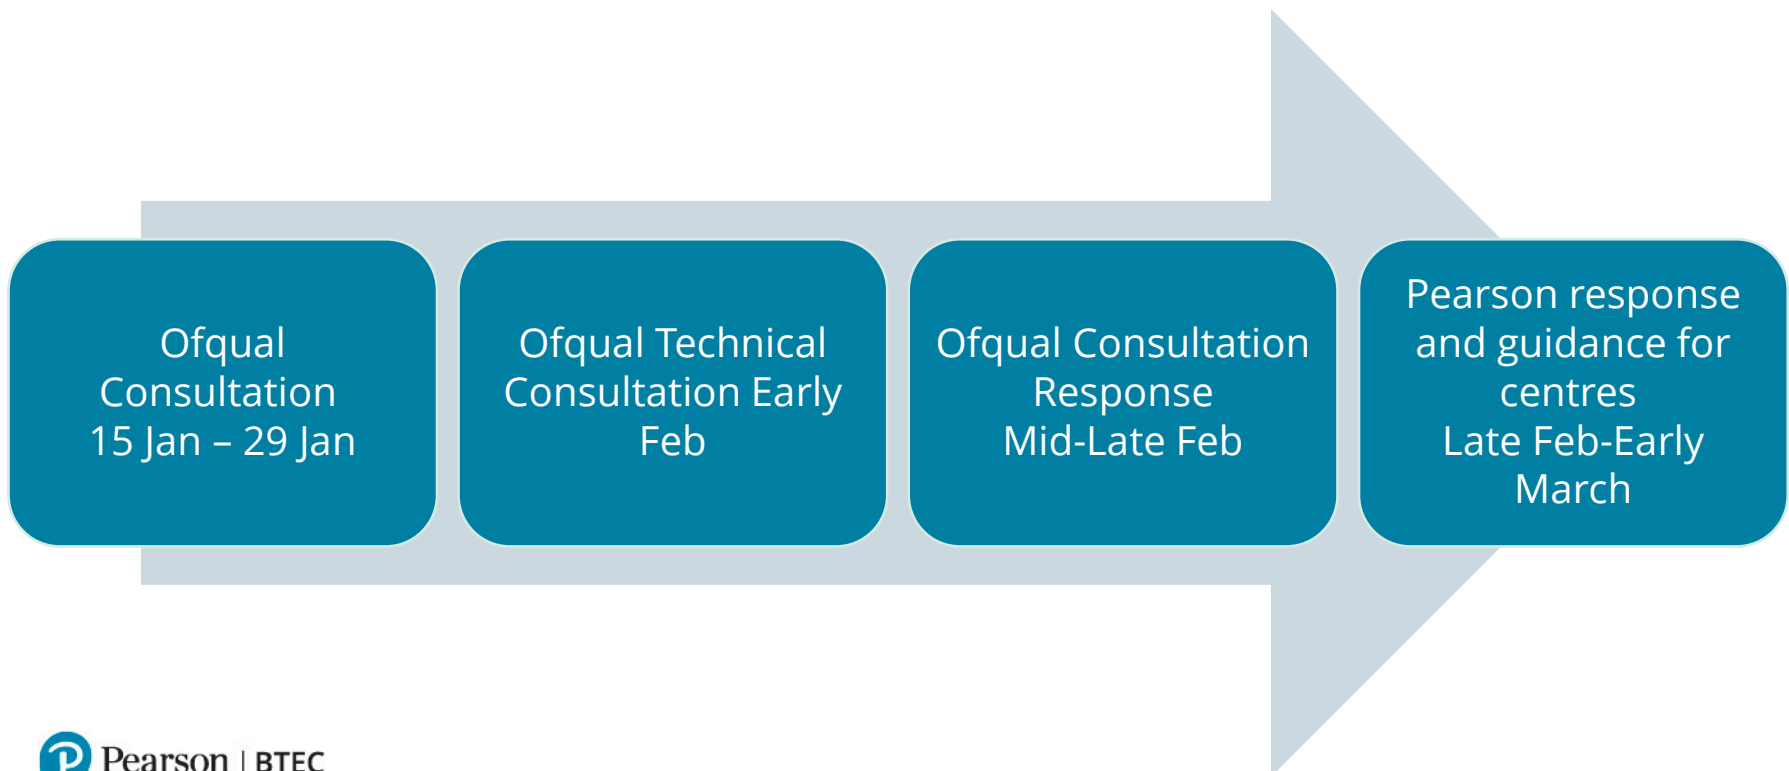 Ofqual
Consultation
15 Jan – 29 Jan
Ofqual Technical
Consultation Early
Feb
Ofqual Consultation
Response
Mid-Late Feb
Pearson response
and guidance for
centres
Late Feb-Early
March
Pearson | BTEC